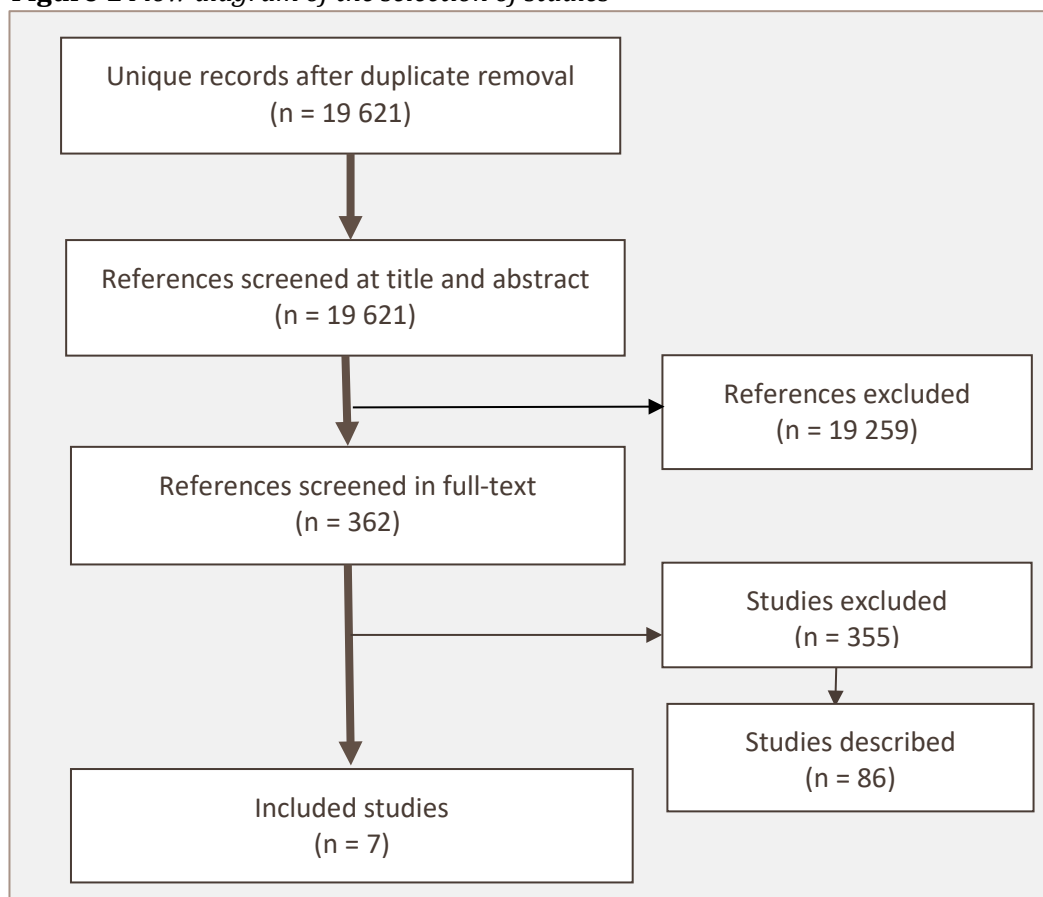 Unique records after duplicate removal
(n = 19 621)
References screened at title and abstract
(n = 19 621)
References excluded
(n = 19 259)
References screened in full-text
(n = 362)
Studies excluded
(n = 355)
Studies described
(n = 86)
Included studies
(n = 7)